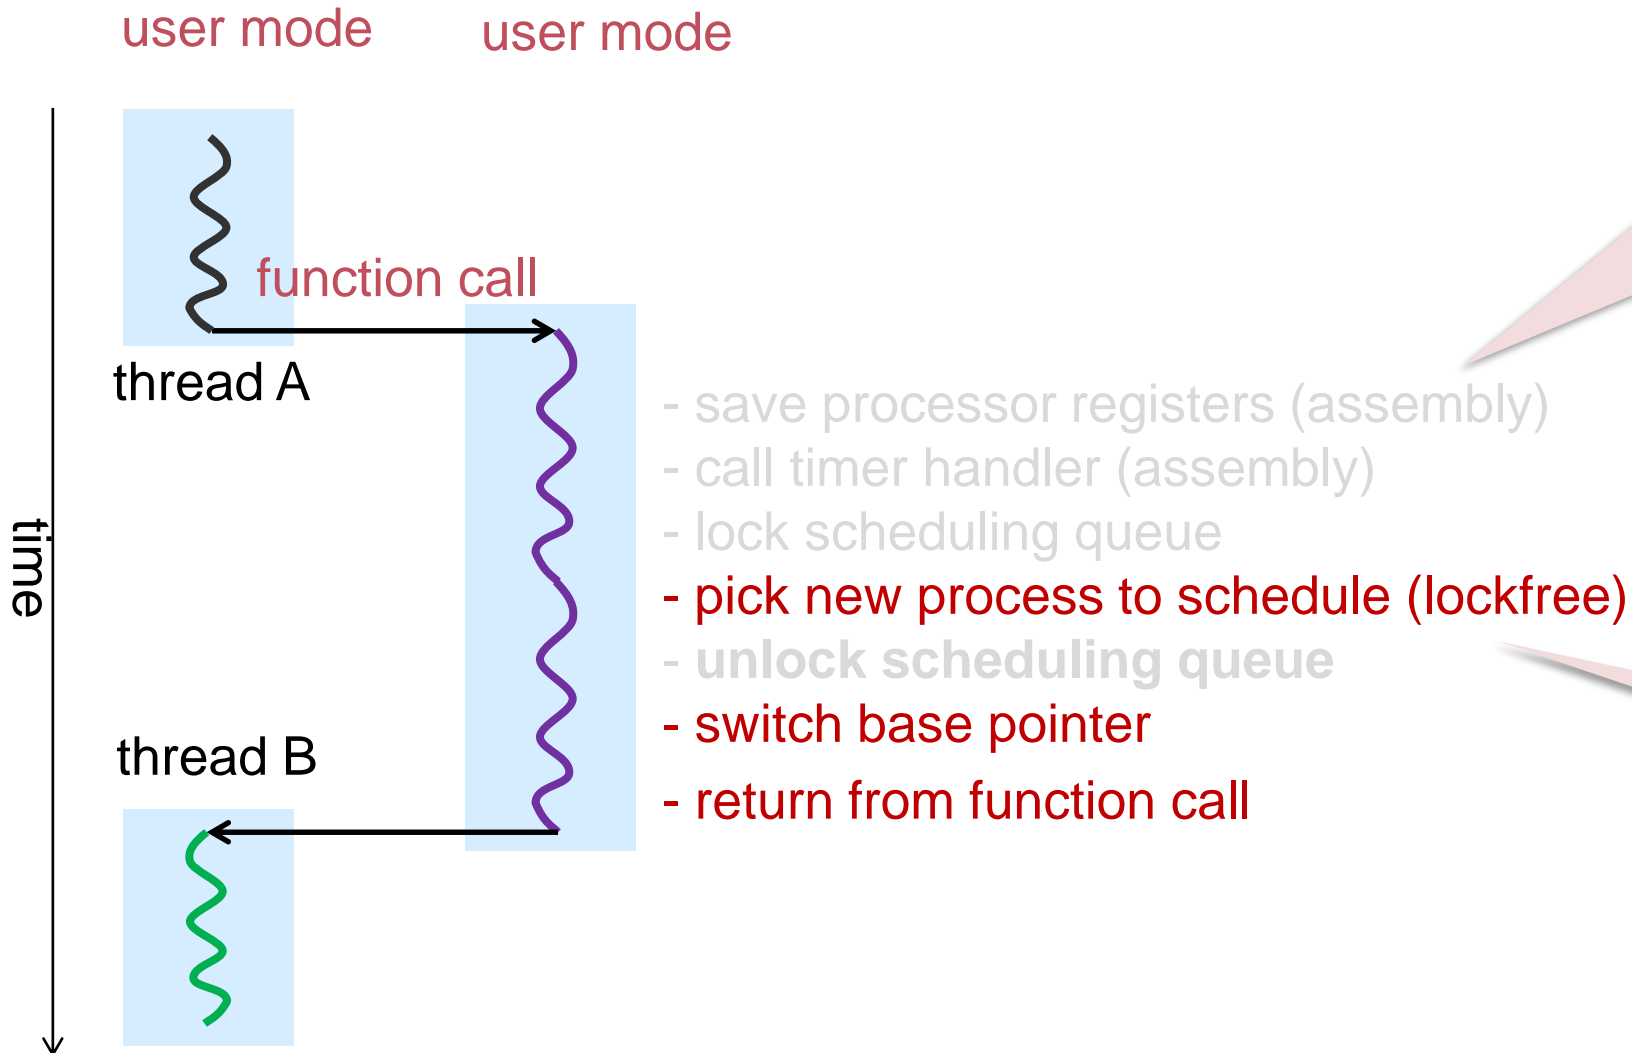 user mode
user mode
function call
thread A
- save processor registers (assembly)
- call timer handler (assembly)
- lock scheduling queue
- pick new process to schedule (lockfree)
- unlock scheduling queue
- switch base pointer
- return from function call
time
thread B